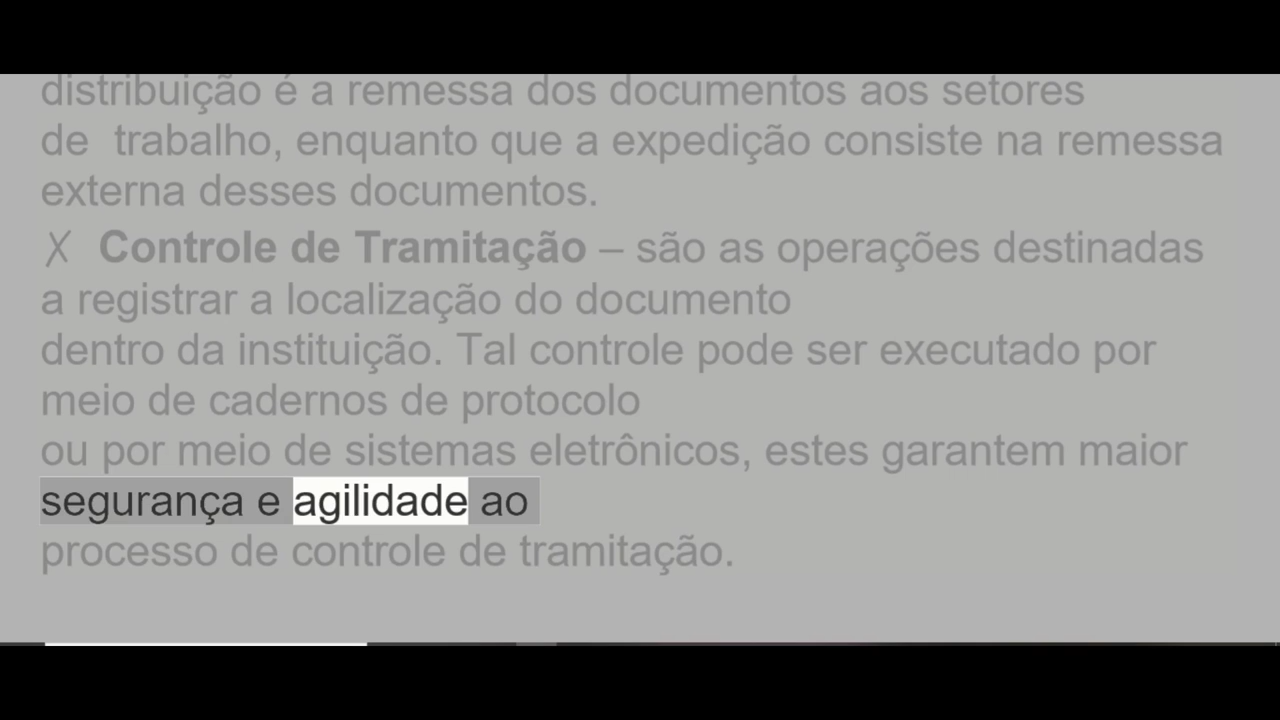 distribuição é a remessa dos documentos aos setores
de trabalho, enquanto que a expedição consiste na remessa
externa desses documentos.
✗ Controle de Tramitação – são as operações destinadas
a registrar a localização do documento
dentro da instituição. Tal controle pode ser executado por
meio de cadernos de protocolo
ou por meio de sistemas eletrônicos, estes garantem maior
segurança e agilidade ao
processo de controle de tramitação.